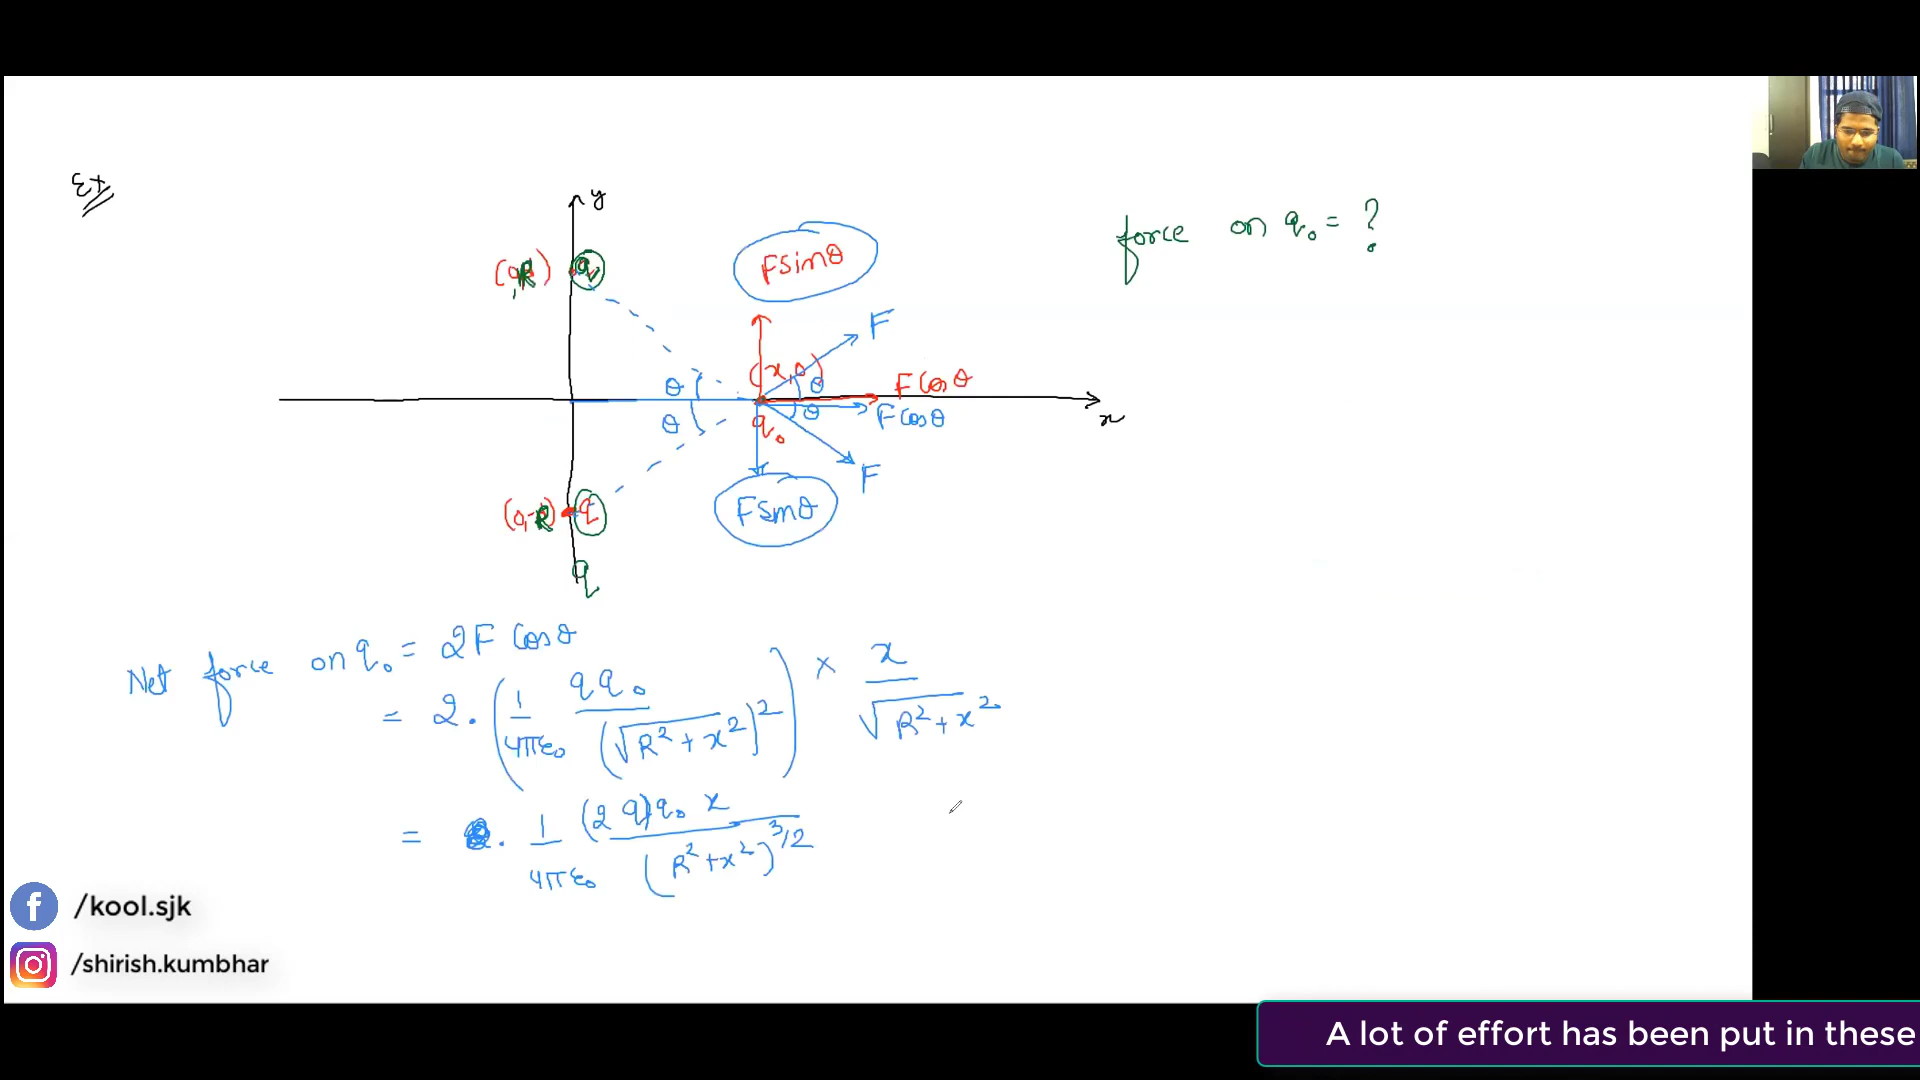 Ex
y
(0,R) q
F sinθ
force on q₀ = ?
F
θ (x,0) θ F cosθ
θ q₀ θ F cosθ x
F
(0,-R) q F sinθ
q
Net force on q₀ = 2F cosθ
= 2. (1/4πε₀ qq₀/(√R²+x²)²) × x/√R²+x²
= . 1/4πε₀ (2q)q₀ x/(R²+x²)^3/2
/kool.sjk
/shirish.kumbhar
A lot of effort has been put in these